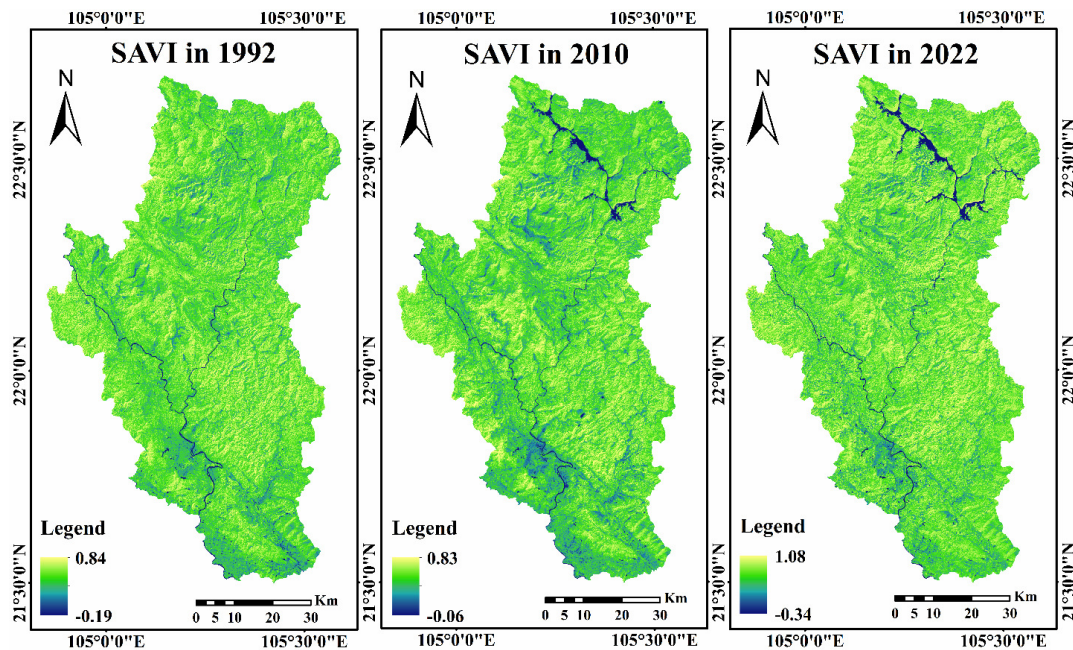 105°0'0"E 105°30'0"E 105°0'0"E 105°30'0"E 105°0'0"E 105°30'0"E
SAVI in 1992
N
22°30'0"N
22°0'0"N
21°30'0"N
Legend
0.84
-0.19
Km
0 5 10 20 30
SAVI in 2010
N
22°30'0"N
22°0'0"N
21°30'0"N
Legend
0.83
-0.06
Km
0 5 10 20 30
SAVI in 2022
N
22°30'0"N
22°0'0"N
21°30'0"N
Legend
1.08
-0.34
Km
0 5 10 20 30
22°30'0"N
22°0'0"N
21°30'0"N
105°0'0"E 105°30'0"E 105°0'0"E 105°30'0"E 105°0'0"E 105°30'0"E